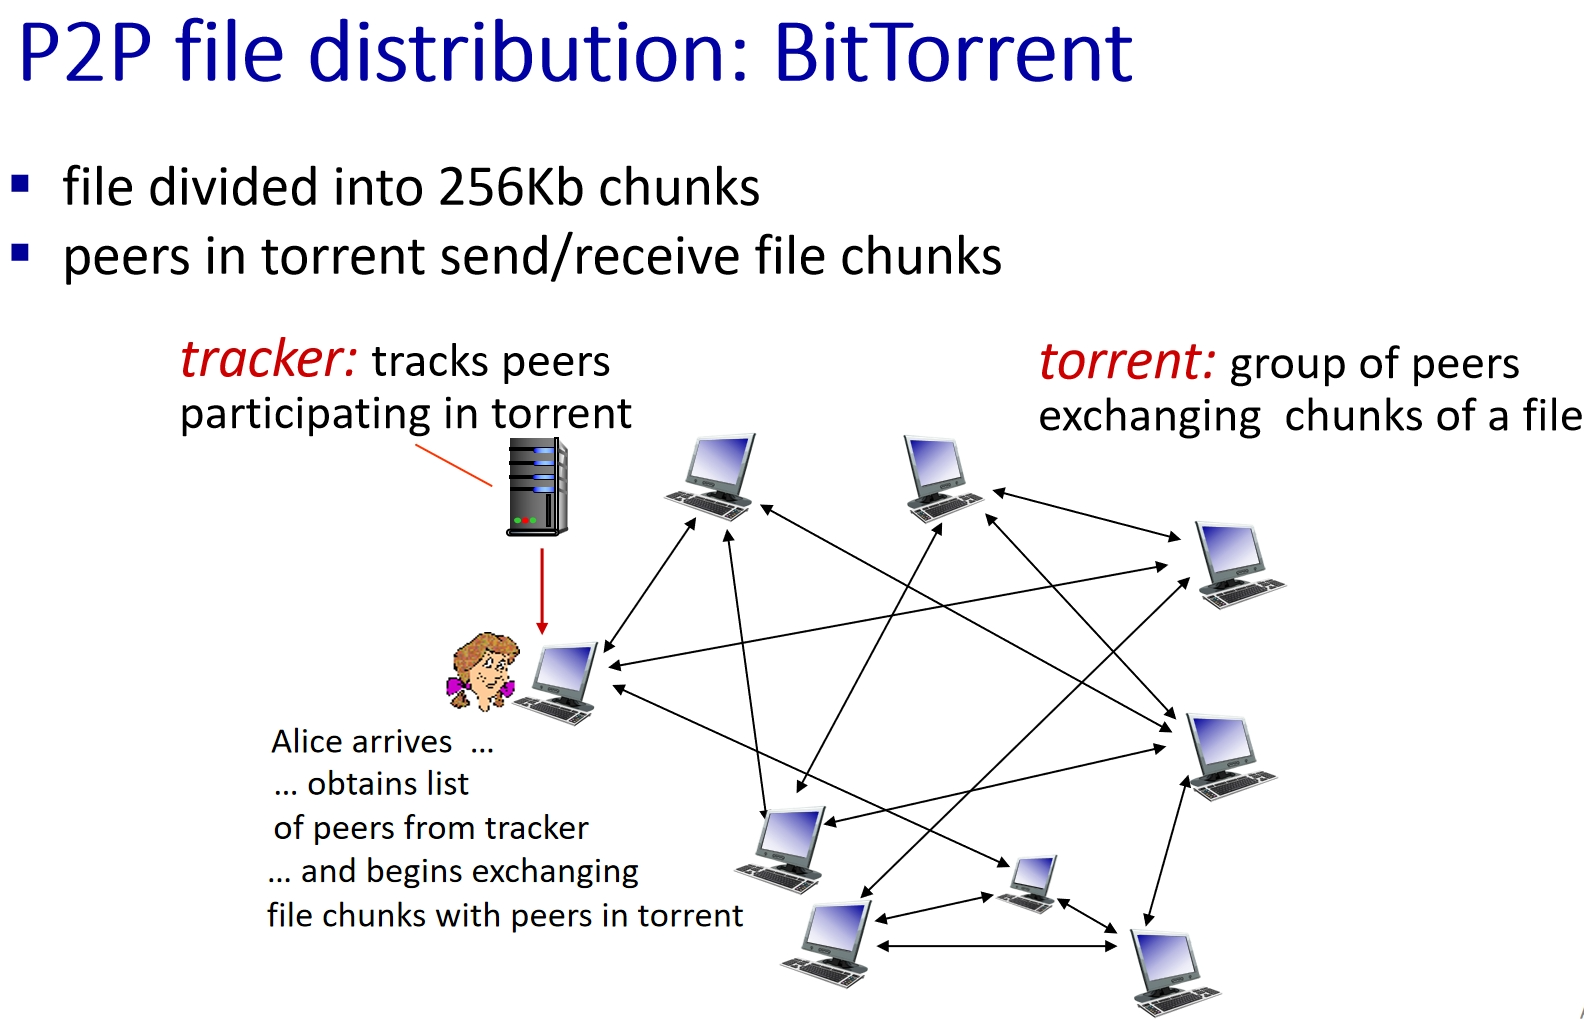 P2P file distribution: BitTorrent
▪ file divided into 256Kb chunks
▪ peers in torrent send/receive file chunks
tracker: tracks peers
participating in torrent
torrent: group of peers
exchanging  chunks of a file
Alice arrives  …
… obtains list
of peers from tracker
… and begins exchanging
file chunks with peers in torrent